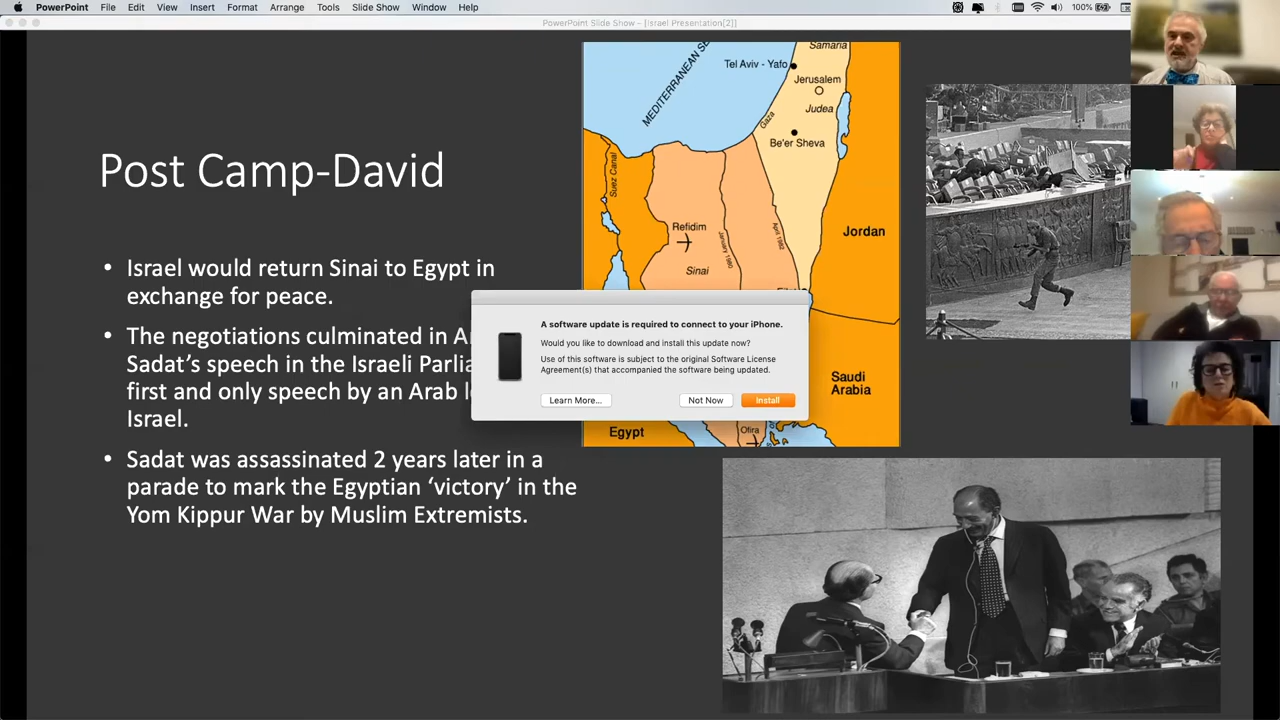 PowerPoint File Edit View Insert Format Arrange Tools Slide Show Window Help
100%
PowerPoint Slide Show - [Israel Presentation[2]]
Post Camp-David
• Israel would return Sinai to Egypt in
exchange for peace.
• The negotiations culminated in
Sadat’s speech in the Israeli
first and only speech by an Arab
Israel.
• Sadat was assassinated 2 years later in a
parade to mark the Egyptian ‘victory’ in the
Yom Kippur War by Muslim Extremists.
MEDITERRANEAN
Samaria
Tel Aviv - Yafo
Jerusalem
Judea
Gaza
Be'er Sheva
Suez Canal
Refidim
Sinai
January 1980
April 1982
Jordan
Saudi
Arabia
Egypt
Ofira
A software update is required to connect to your iPhone.
Would you like to download and install this update now?
Use of this software is subject to the original Software License
Agreement(s) that accompanied the software being updated.
Learn More...
Not Now
Install